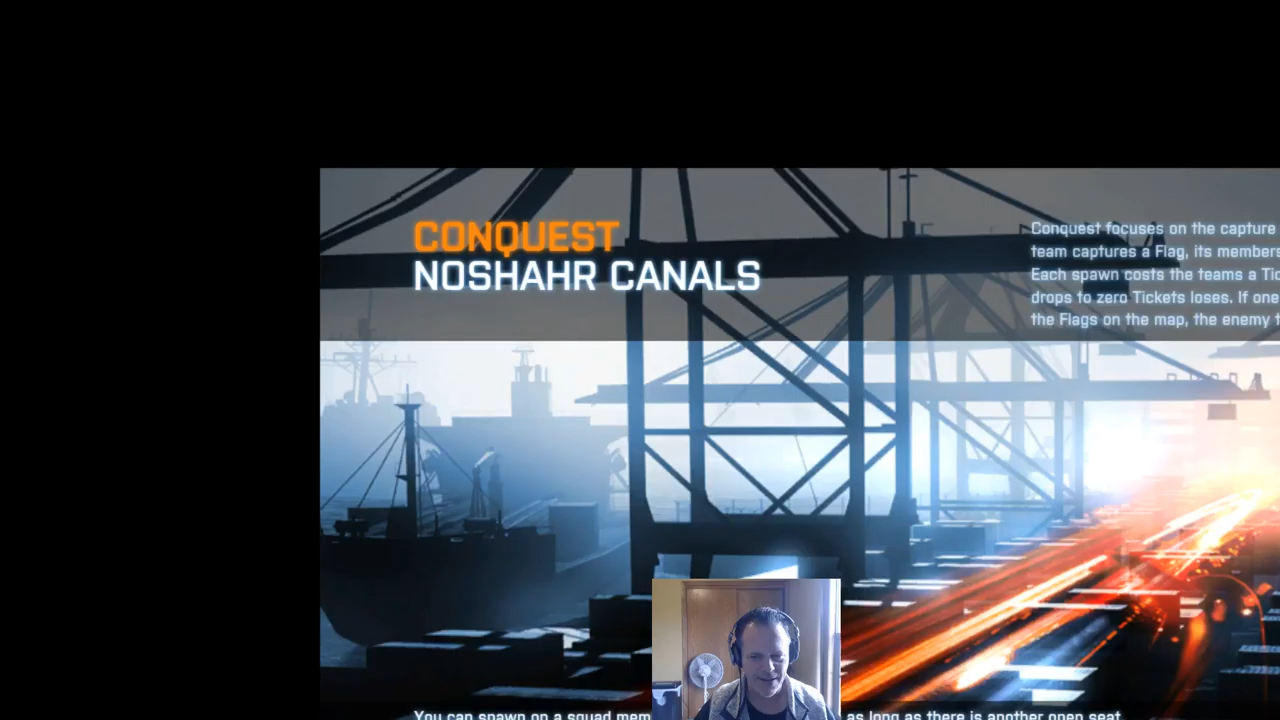 CONQUEST
NOSHAHR CANALS
Conquest focuses on the capture
team captures a Flag, its members
Each spawn costs the teams a Tic
drops to zero Tickets loses. If one
the Flags on the map, the enemy t
You can spawn on a squad mem as long as there is another open seat